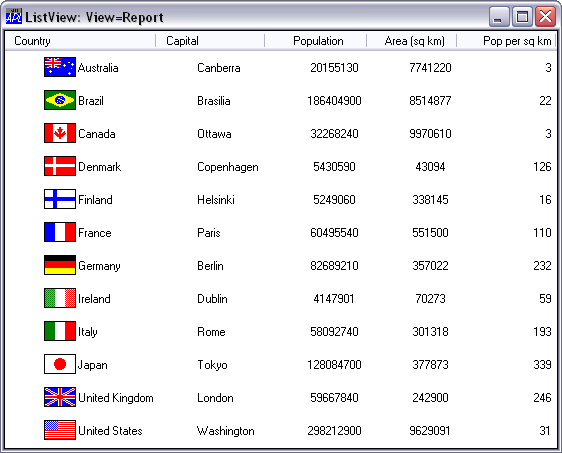 ListView: View=Report
Country Capital Population Area (sq km) Pop per sq km
Australia Canberra 20155130 7741220 3
Brazil Brasilia 186404900 8514877 22
Canada Ottawa 32268240 9970610 3
Denmark Copenhagen 5430590 43094 126
Finland Helsinki 5249060 338145 16
France Paris 60495540 551500 110
Germany Berlin 82689210 357022 232
Ireland Dublin 4147901 70273 59
Italy Rome 58092740 301318 193
Japan Tokyo 128084700 377873 339
United Kingdom London 59667840 242900 246
United States Washington 298212900 9629091 31